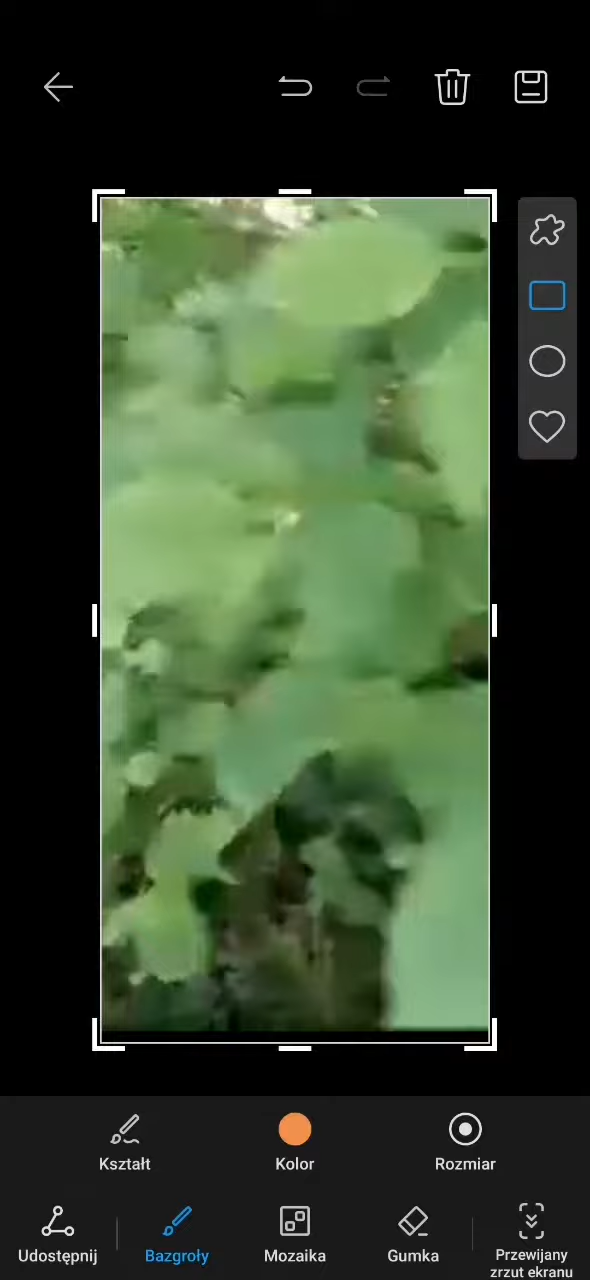 Kształt
Kolor
Rozmiar
Udostępnij
Bazgroły
Mozaika
Gumka
Przewijany
zrzut ekranu